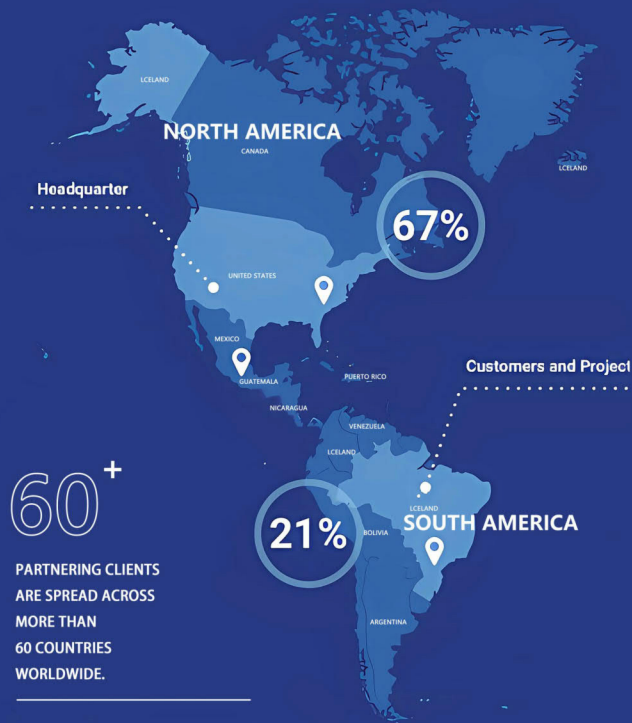 LCELAND
NORTH AMERICA
CANADA
LCELAND
Headquarter
67%
UNITED STATES
MEXICO
GUATEMALA
PUERTO RICO
Customers and Project
NICARAGUA
VENEZUELA
LCELAND
60+
LCELAND
SOUTH AMERICA
21%
BOLIVIA
PARTNERING CLIENTS
ARE SPREAD ACROSS
MORE THAN
60 COUNTRIES
WORLDWIDE.
ARGENTINA